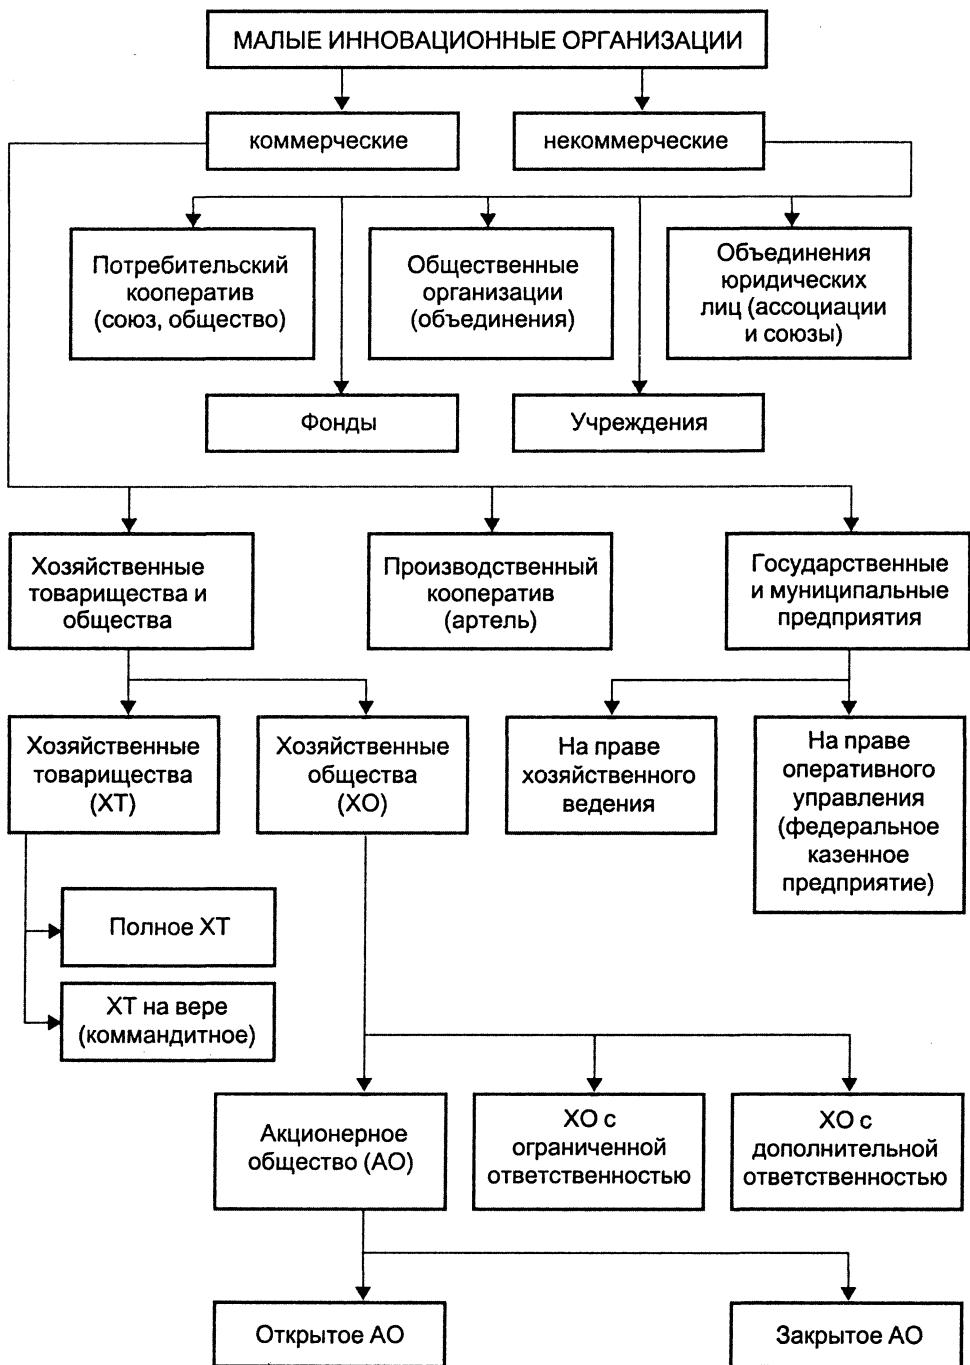 МАЛЫЕ ИННОВАЦИОННЫЕ ОРГАНИЗАЦИИ
коммерческие
некоммерческие
Потребительский
кооператив
(союз, общество)
Общественные
организации
(объединения)
Объединения
юридических
лиц (ассоциации
и союзы)
Фонды
Учреждения
Хозяйственные
товарищества и
общества
Производственный
кооператив
(артель)
Государственные
и муниципальные
предприятия
Хозяйственные
товарищества
(ХТ)
Хозяйственные
общества
(ХО)
На праве
хозяйственного
ведения
На праве
оперативного
управления
(федеральное
казенное
предприятие)
Полное ХТ
ХТ на вере
(коммандитное)
Акционерное
общество (АО)
ХО с
ограниченной
ответственностью
ХО с
дополнительной
ответственностью
Открытое АО
Закрытое АО